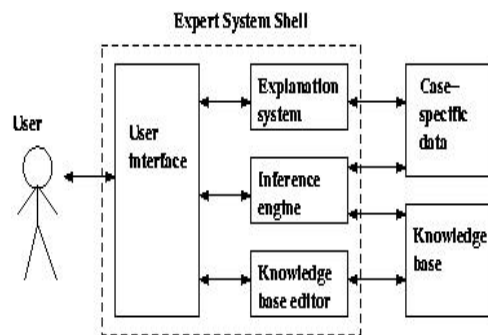 Expert System Shell
User
User
interface
Explanation
system
Inference
engine
Knowledge
base editor
Case–
specific
data
Knowledge
base